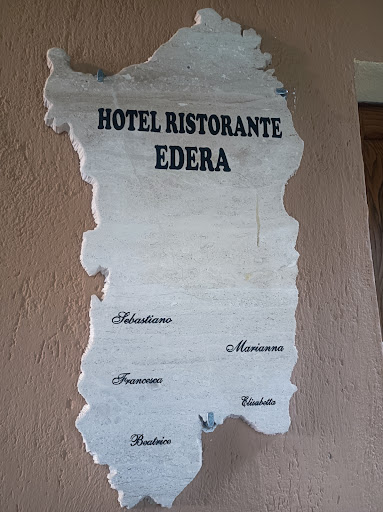 HOTEL RISTORANTE
EDERA
Sebastiano
Marianna
Francesca
Elisabetta
Beatrice